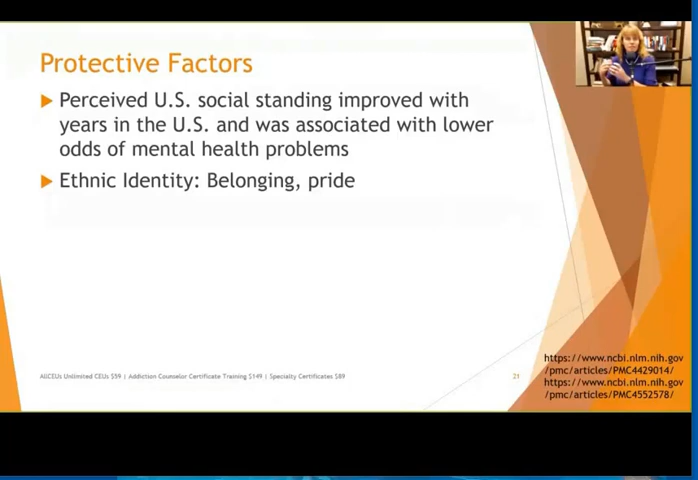 Protective Factors
Perceived U.S. social standing improved with
years in the U.S. and was associated with lower
odds of mental health problems
Ethnic Identity: Belonging, pride
https://www.ncbi.nlm.nih.gov
/pmc/articles/PMC4429014/
https://www.ncbi.nlm.nih.gov
/pmc/articles/PMC4552578/
AllCEUs Unlimited CEUs $59 | Addiction Counselor Certificate Training $149 | Specialty Certificates $89
21